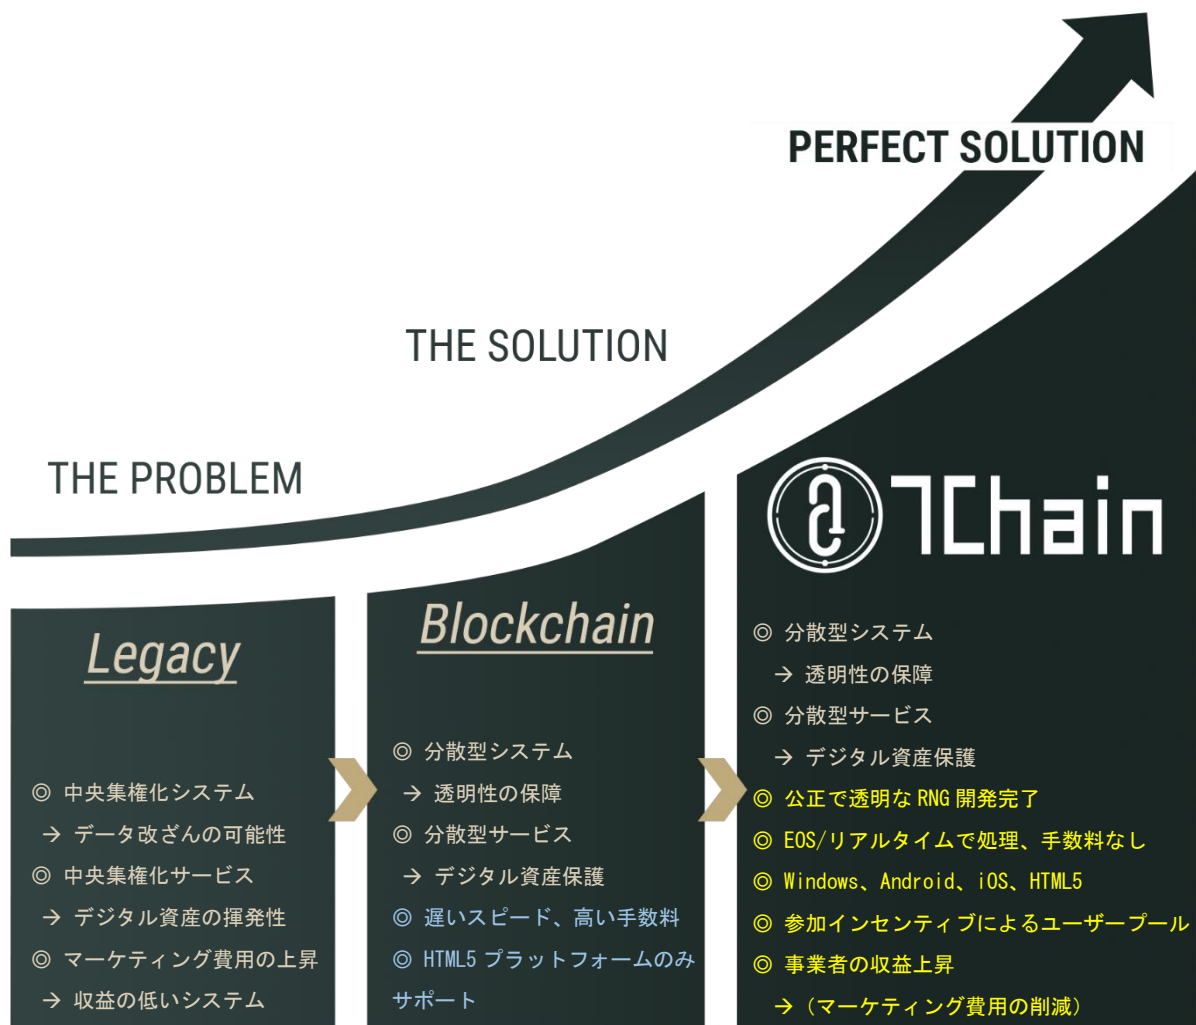 PERFECT SOLUTION
THE SOLUTION
THE PROBLEM
Legacy
◎ 中央集権化システム
→ データ改ざんの可能性
◎ 中央集権化サービス
→ デジタル資産の揮発性
◎ マーケティング費用の上昇
→ 収益の低いシステム
Blockchain
◎ 分散型システム
→ 透明性の保障
◎ 分散型サービス
→ デジタル資産保護
◎ 遅いスピード、高い手数料
◎ HTML5 プラットフォームのみ
サポート
7Chain
◎ 分散型システム
→ 透明性の保障
◎ 分散型サービス
→ デジタル資産保護
◎ 公正で透明な RNG 開発完了
◎ EOS/リアルタイムで処理、手数料なし
◎ Windows、Android、iOS、HTML5
◎ 参加インセンティブによるユーザープール
◎ 事業者の収益上昇
→（マーケティング費用の削減）